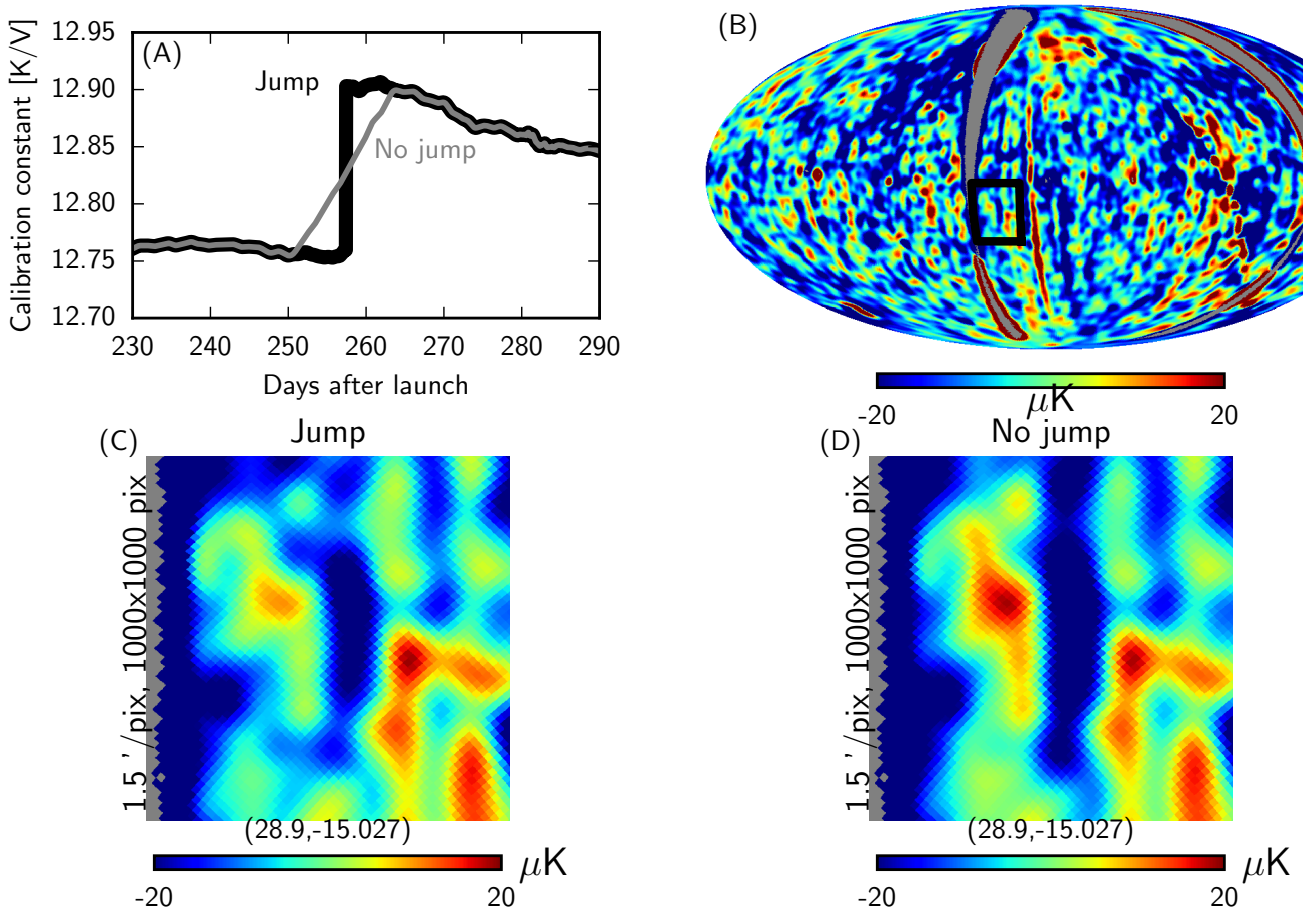 (A)
Calibration constant [K/V]
12.95
12.90
12.85
12.80
12.75
12.70
Jump
No jump
230 240 250 260 270 280 290
Days after launch
(B)
-20 μK 20
(C)
Jump
1.5 '/pix, 1000x1000 pix
(28.9,-15.027)
-20 20 μK
(D)
No jump
1.5 '/pix, 1000x1000 pix
(28.9,-15.027)
-20 20 μK